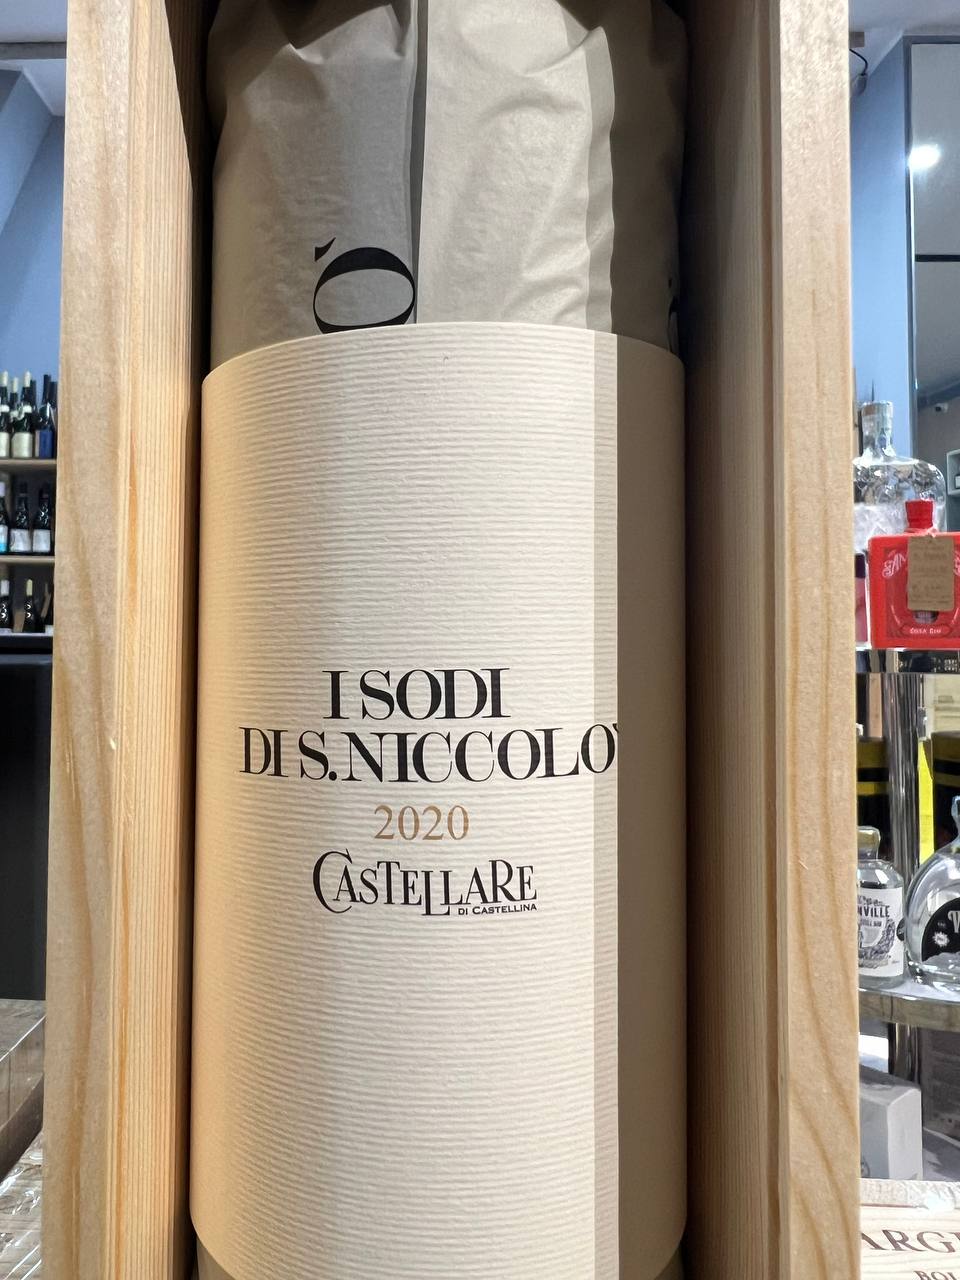 Ò
I SODI
DI S.NICCOLO'
2020
CASTELLARE
DI CASTELLINA